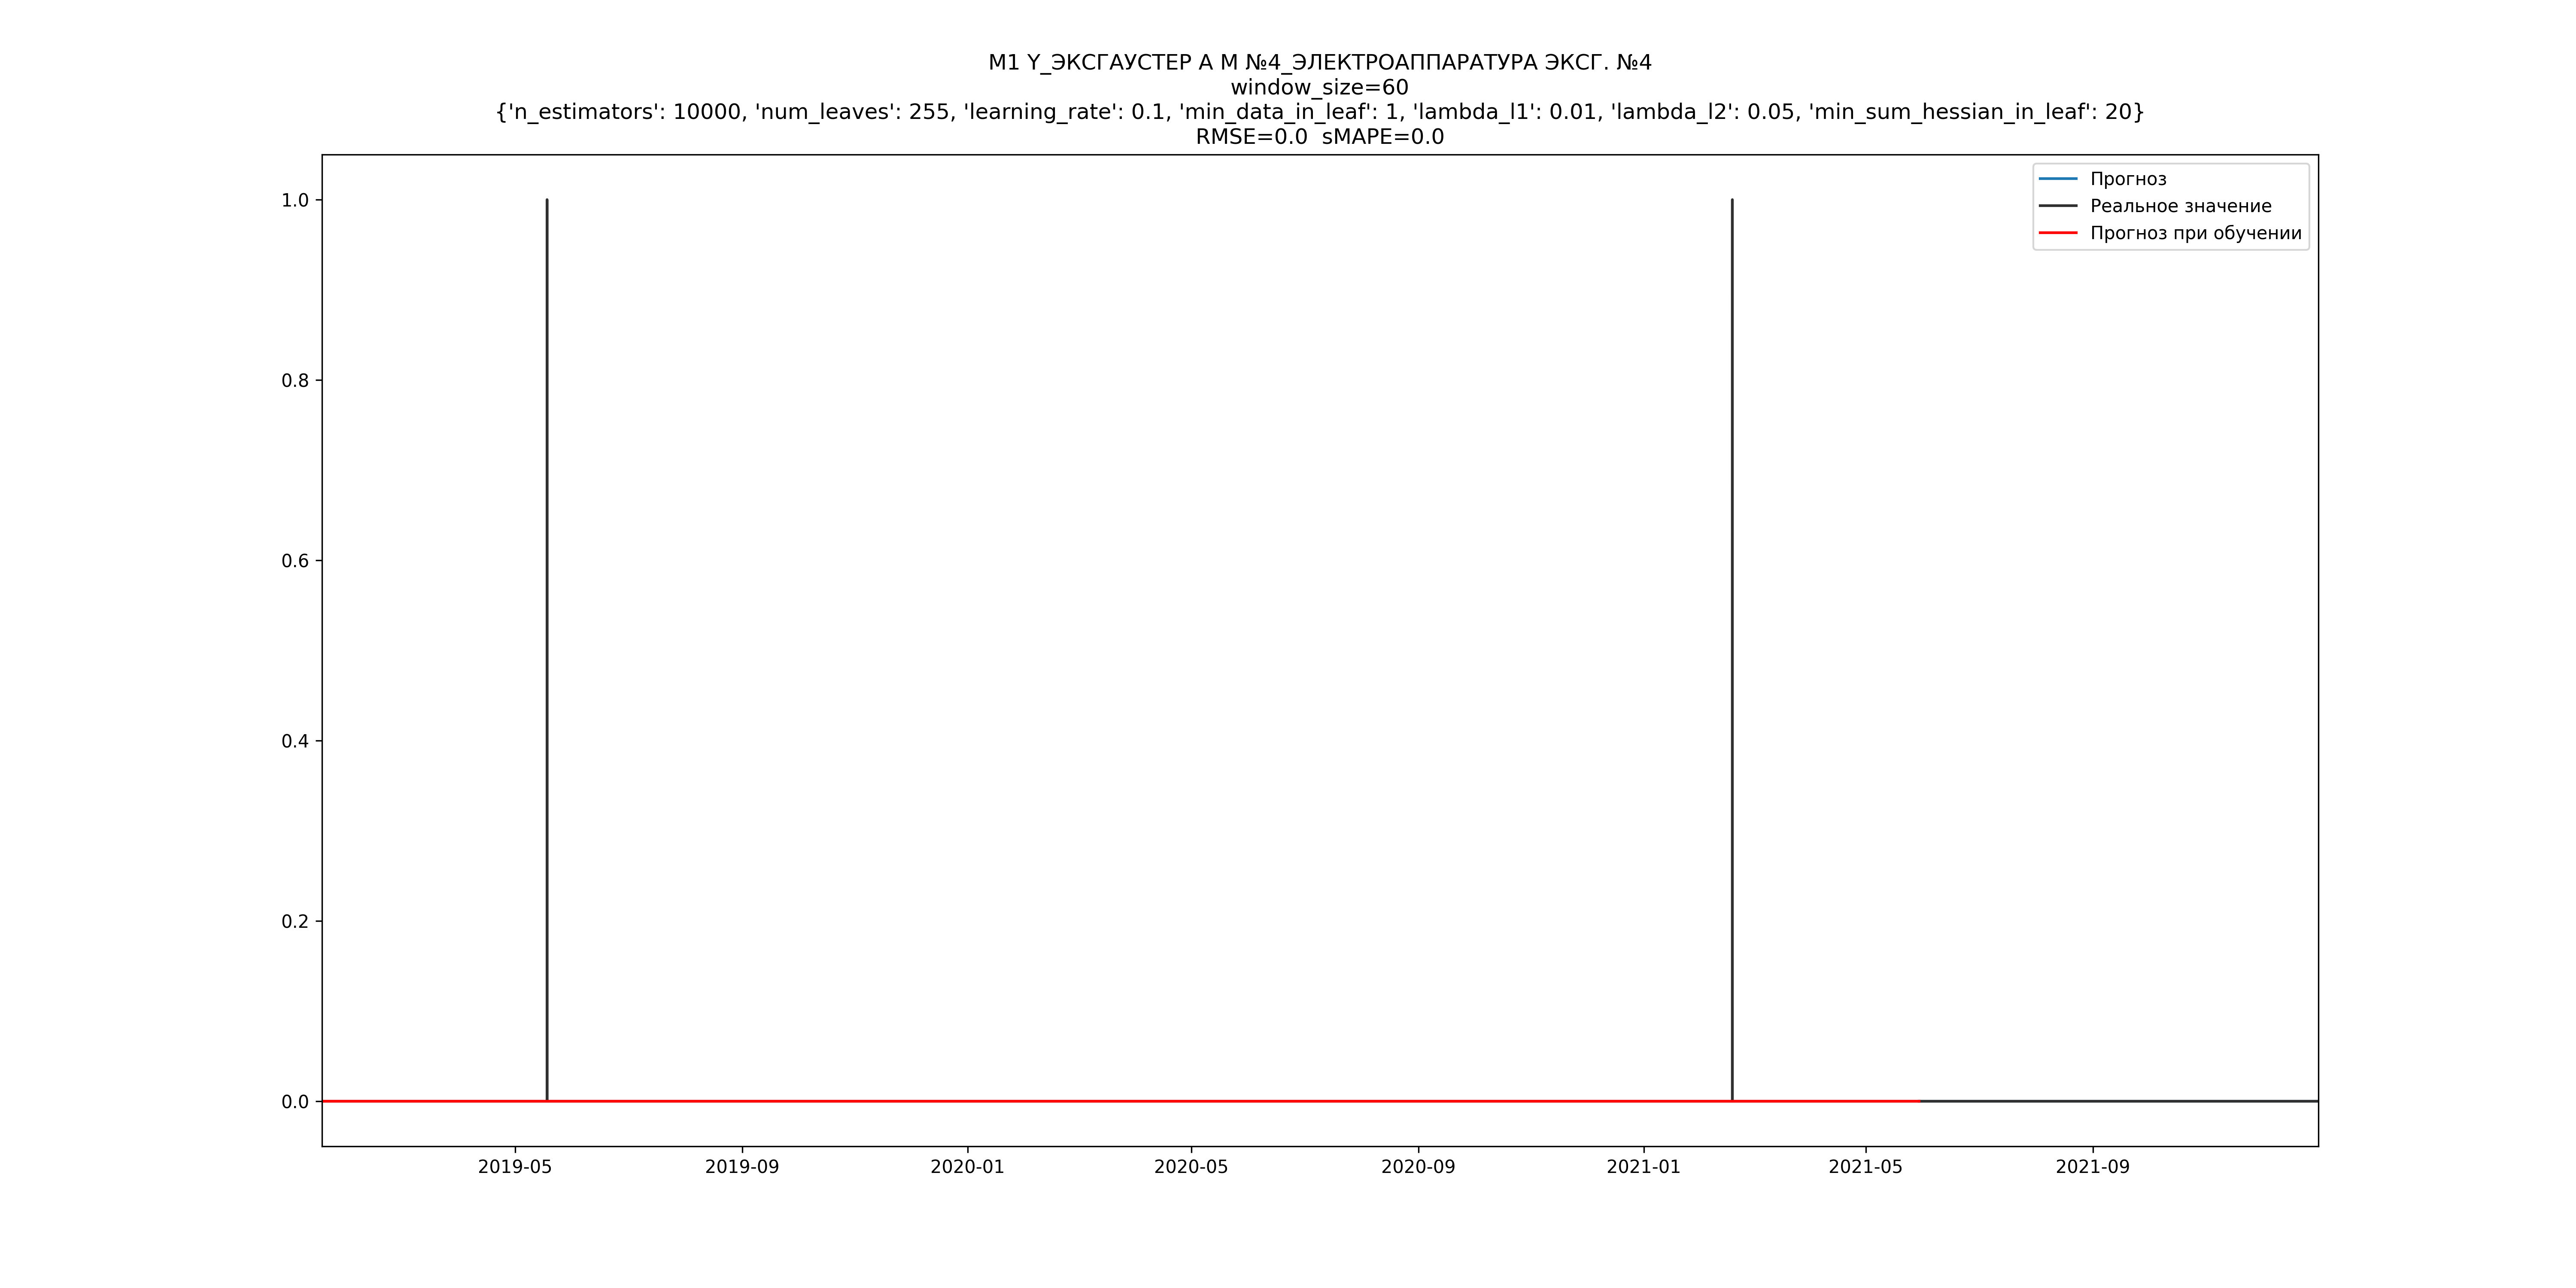 M1 Y_ЭКСГАУСТЕР А М №4_ЭЛЕКТРОАППАРАТУРА ЭКСГ. №4
window_size=60
{'n_estimators': 10000, 'num_leaves': 255, 'learning_rate': 0.1, 'min_data_in_leaf': 1, 'lambda_l1': 0.01, 'lambda_l2': 0.05, 'min_sum_hessian_in_leaf': 20}
RMSE=0.0  sMAPE=0.0
Прогноз
Реальное значение
Прогноз при обучении
1.0
0.8
0.6
0.4
0.2
0.0
2019-05
2019-09
2020-01
2020-05
2020-09
2021-01
2021-05
2021-09